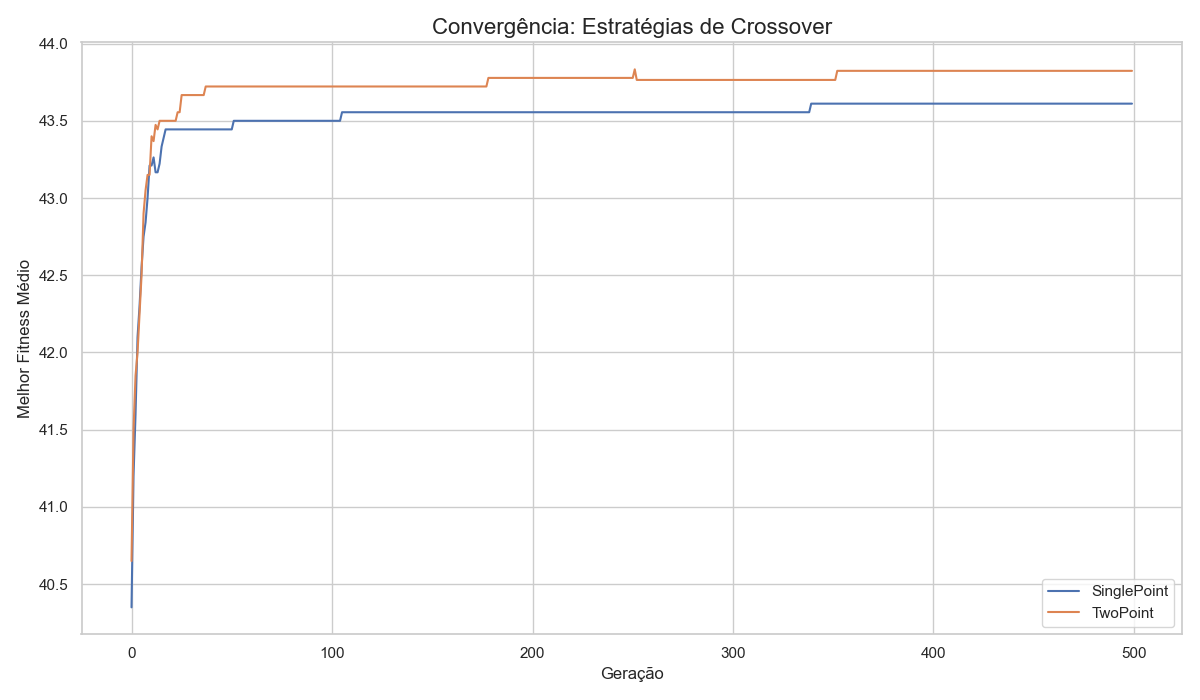 Convergência: Estratégias de Crossover
Melhor Fitness Médio
44.0
43.5
43.0
42.5
42.0
41.5
41.0
40.5
0
100
200
300
400
500
Geração
SinglePoint
TwoPoint